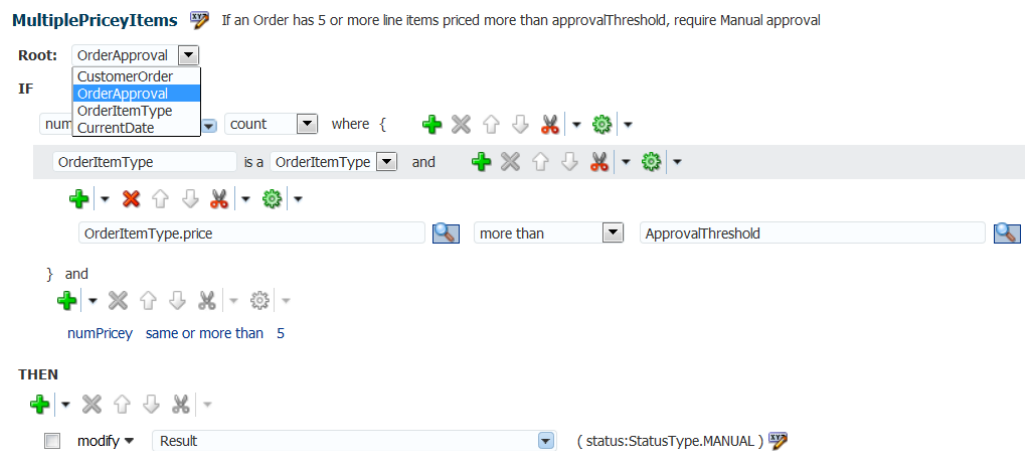 MultiplePriceyItems If an Order has 5 or more line items priced more than approvalThreshold, require Manual approval
Root: OrderApproval
CustomerOrder
IF
OrderApproval
OrderItemType
CurrentDate
num count where {
OrderItemType is a OrderItemType and
OrderItemType.price more than ApprovalThreshold
} and
numPricey same or more than 5
THEN
modify Result ( status:StatusType.MANUAL )